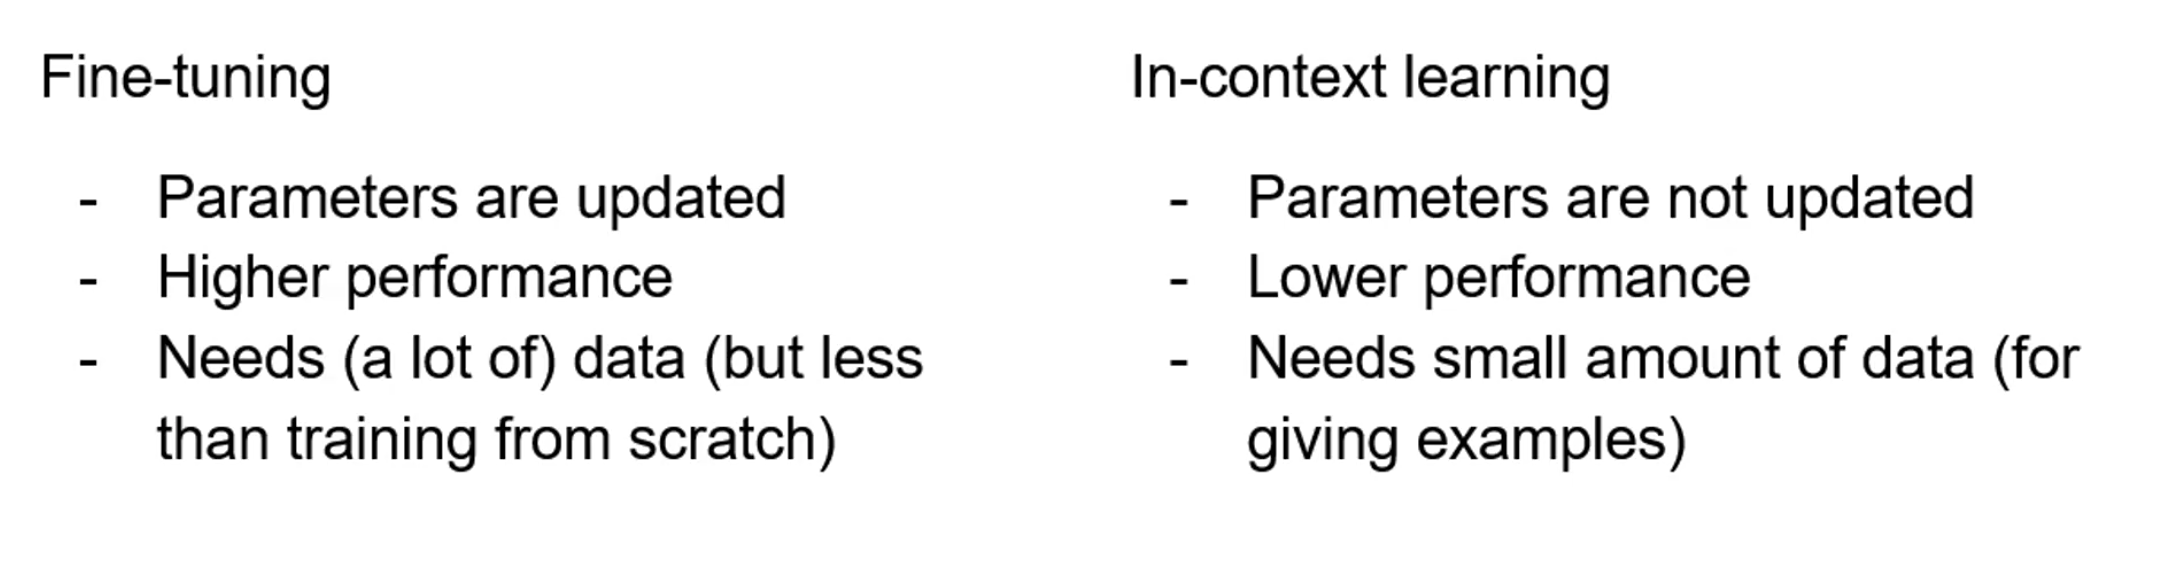 Fine-tuning
- Parameters are updated
- Higher performance
- Needs (a lot of) data (but less
than training from scratch)
In-context learning
- Parameters are not updated
- Lower performance
- Needs small amount of data (for
giving examples)